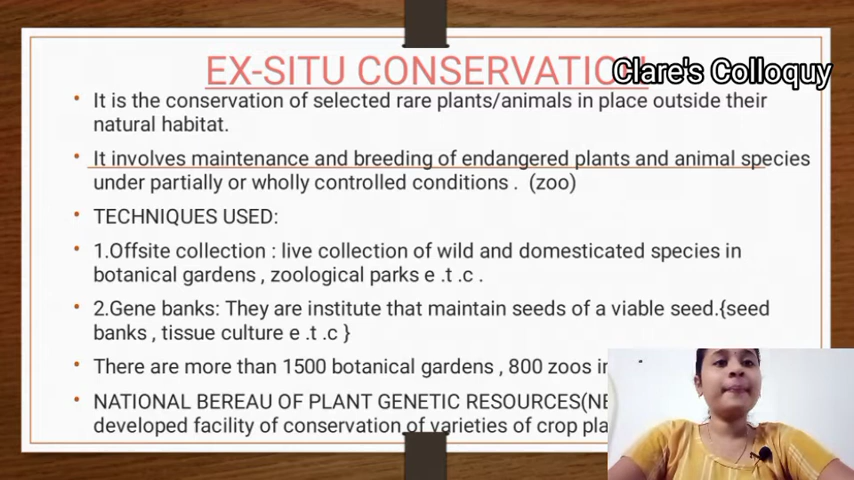 EX-SITU CONSERVATION
Clare's Colloquy
It is the conservation of selected rare plants/animals in place outside their
natural habitat.
It involves maintenance and breeding of endangered plants and animal species
under partially or wholly controlled conditions . (zoo)
TECHNIQUES USED:
1.Offsite collection : live collection of wild and domesticated species in
botanical gardens , zoological parks e .t .c .
2.Gene banks: They are institute that maintain seeds of a viable seed.{seed
banks , tissue culture e .t .c }
There are more than 1500 botanical gardens , 800 zoos
NATIONAL BEREAU OF PLANT GENETIC RESOURCES
developed facility of conservation of varieties of crop